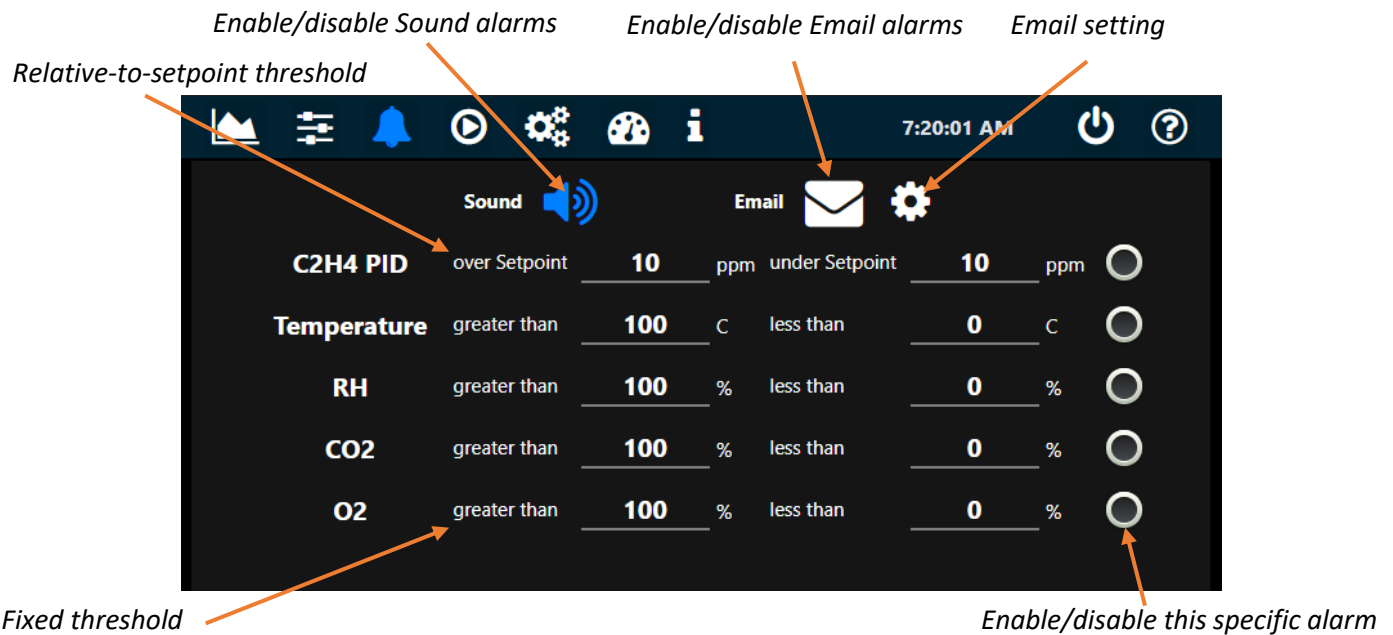 Enable/disable Sound alarms Enable/disable Email alarms Email setting
Relative-to-setpoint threshold
7:20:01 AM
Sound Email
C2H4 PID over Setpoint 10 ppm under Setpoint 10 ppm
Temperature greater than 100 C less than 0 C
RH greater than 100 % less than 0 %
CO2 greater than 100 % less than 0 %
O2 greater than 100 % less than 0 %
Fixed threshold Enable/disable this specific alarm